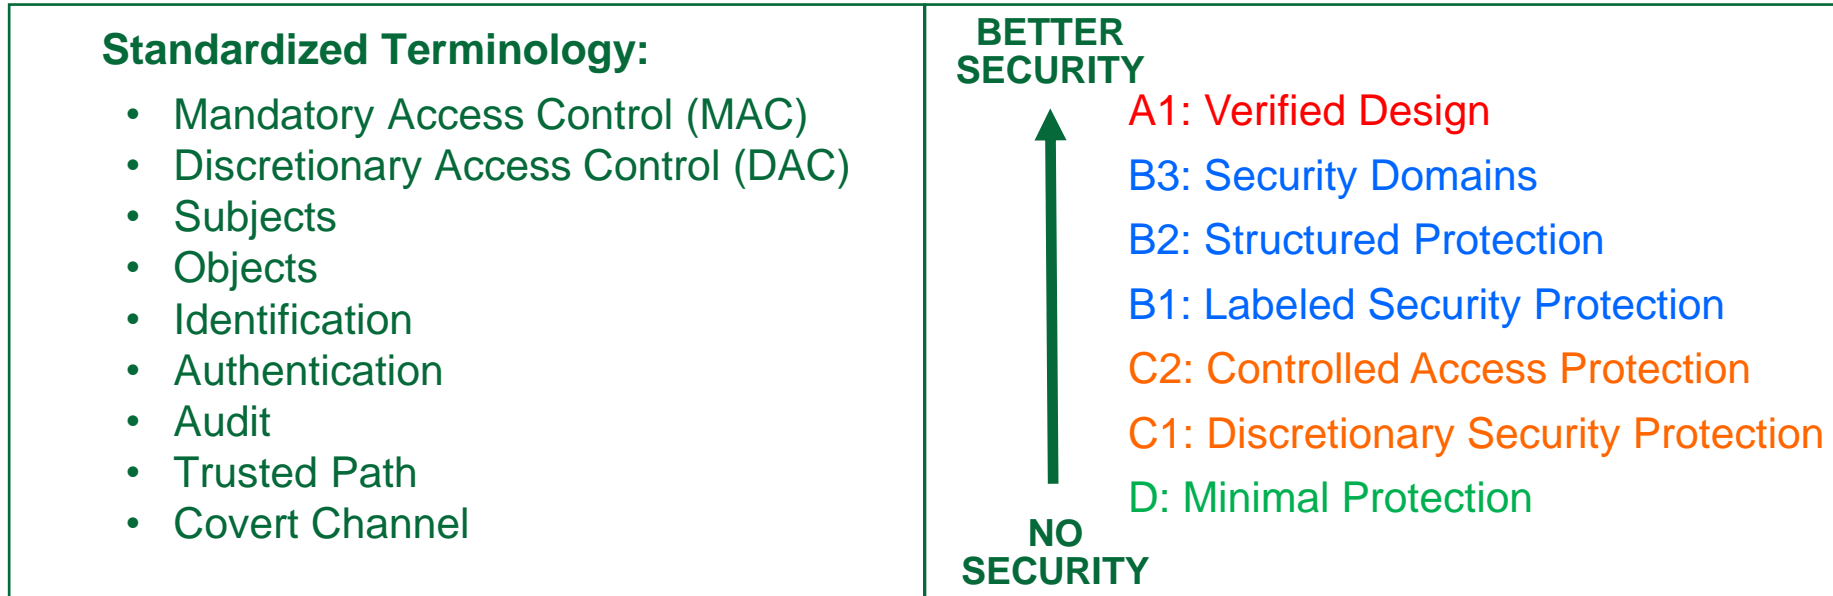 Standardized Terminology:
• Mandatory Access Control (MAC)
• Discretionary Access Control (DAC)
• Subjects
• Objects
• Identification
• Authentication
• Audit
• Trusted Path
• Covert Channel
BETTER
SECURITY
A1: Verified Design
B3: Security Domains
B2: Structured Protection
B1: Labeled Security Protection
C2: Controlled Access Protection
C1: Discretionary Security Protection
D: Minimal Protection
NO
SECURITY